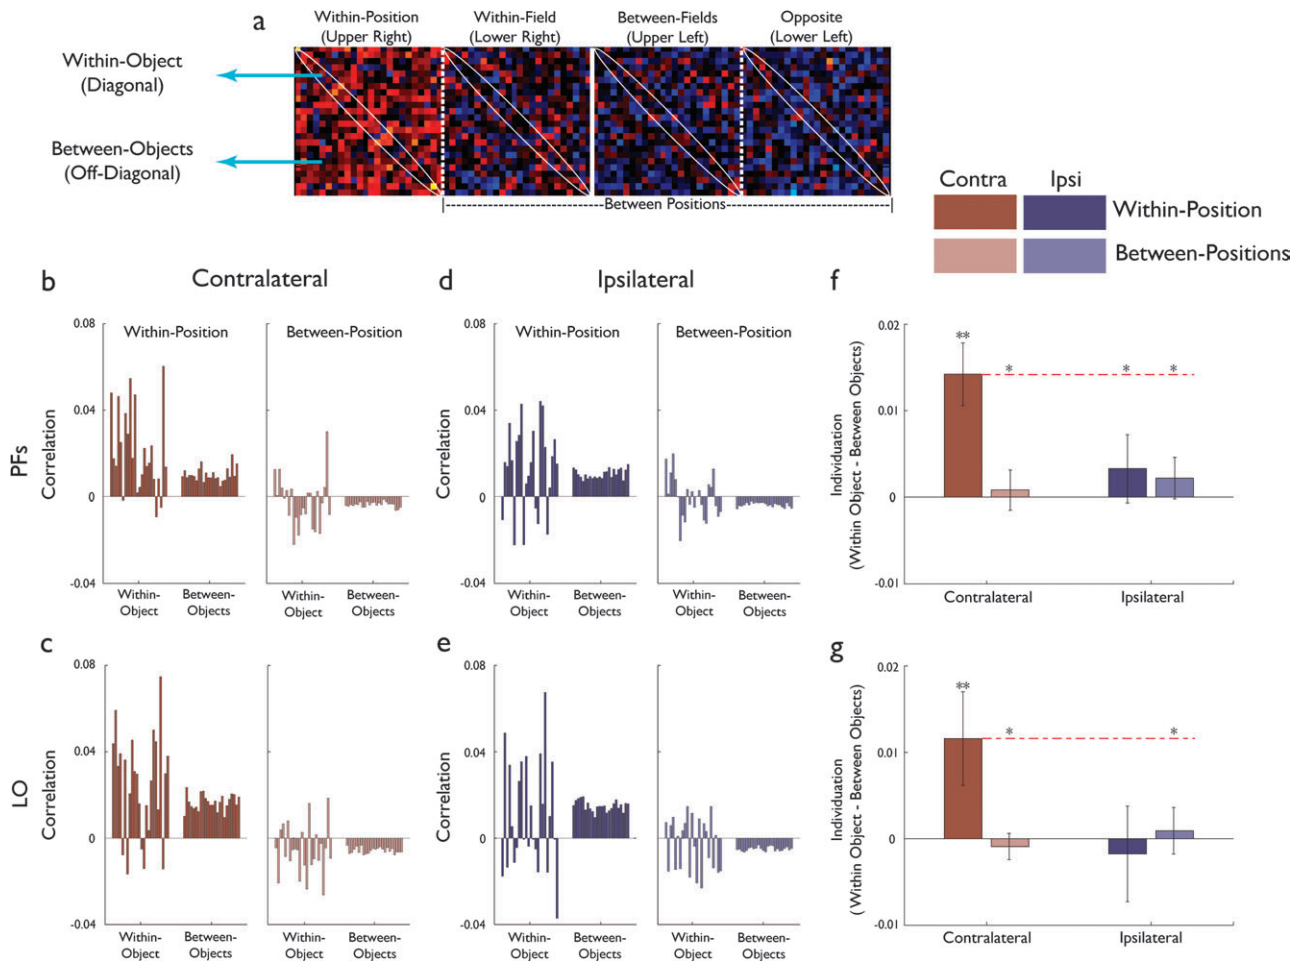 a
Within-Position
(Upper Right)
Within-Field
(Lower Right)
Between-Fields
(Upper Left)
Opposite
(Lower Left)
Within-Object
(Diagonal)
Between-Objects
(Off-Diagonal)
Between Positions
Contra
Ipsi
Within-Position
Between-Positions
b
Contralateral
d
Ipsilateral
f
PFs
Correlation
0.08
0.04
0
-0.04
Within-Position
Between-Position
Within-
Object
Between-
Objects
Within-
Object
Between-
Objects
Correlation
0.08
0.04
0
-0.04
Within-Position
Between-Position
Within-
Object
Between-
Objects
Within-
Object
Between-
Objects
Individuation
(Within Object - Between Objects)
0.02
0.01
0
-0.01
**
*
*
*
Contralateral
Ipsilateral
c
e
g
LO
Correlation
0.08
0.04
0
-0.04
Within-
Object
Between-
Objects
Within-
Object
Between-
Objects
Correlation
0.08
0.04
0
-0.04
Within-
Object
Between-
Objects
Within-
Object
Between-
Objects
Individuation
( Within Object - Between Objects)
0.02
0.01
0
-0.01
**
*
*
Contralateral
Ipsilateral